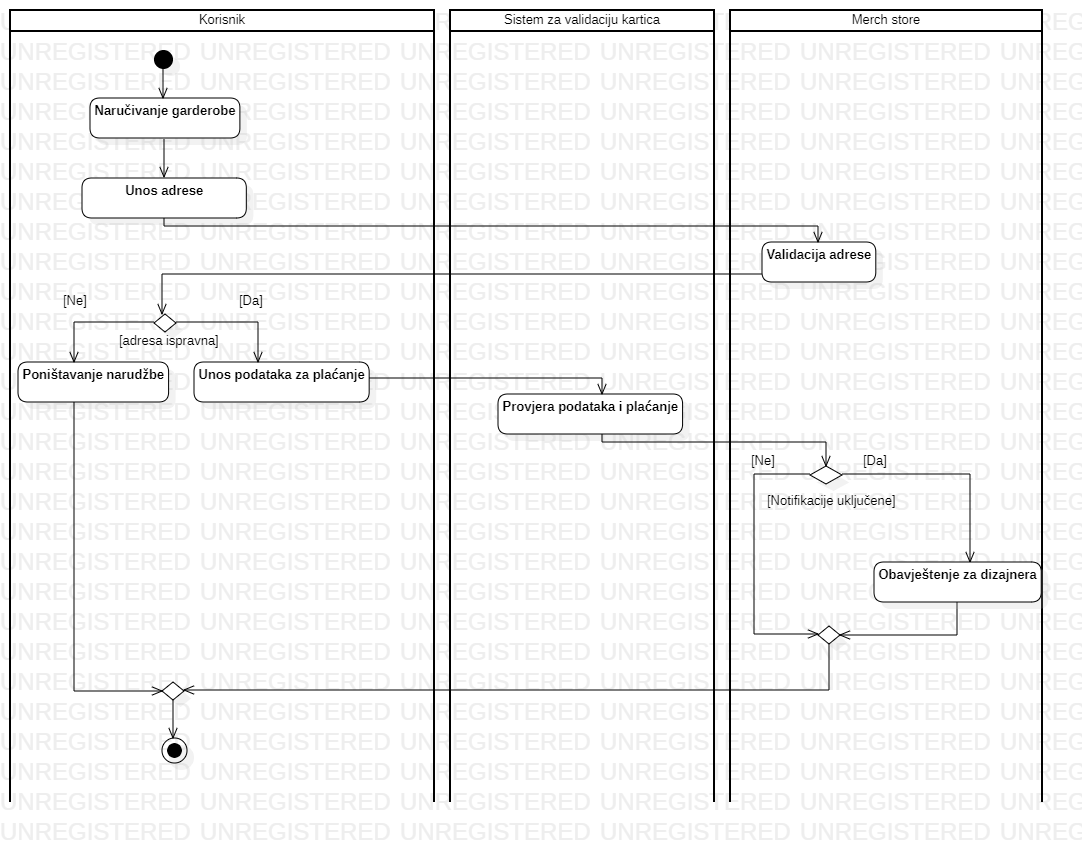 Korisnik
Sistem za validaciju kartica
Merch store
Naručivanje garderobe
Unos adrese
Validacija adrese
[Ne]
[Da]
[adresa ispravna]
Poništavanje narudžbe
Unos podataka za plaćanje
Provjera podataka i plaćanje
[Ne]
[Da]
[Notifikacije uključene]
Obavještenje za dizajnera
UNREGISTERED UNREGISTERED UNREGISTERED UNREGISTERED UNREGISTERED UNREG